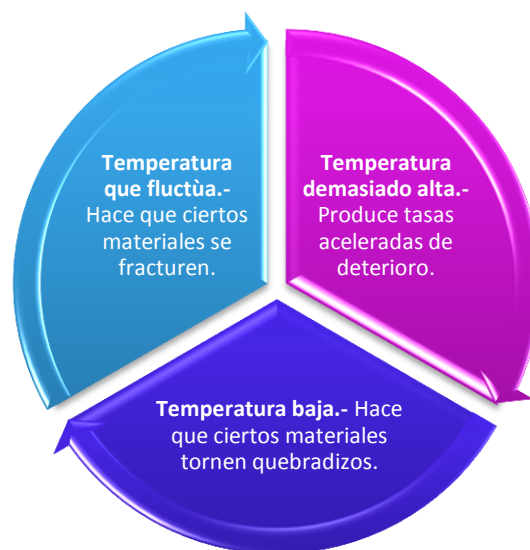 Temperatura
que fluctùa.-
Hace que ciertos
materiales se
fracturen.
Temperatura
demasiado alta.-
Produce tasas
aceleradas de
deterioro.
Temperatura baja.- Hace
que ciertos materiales
tornen quebradizos.